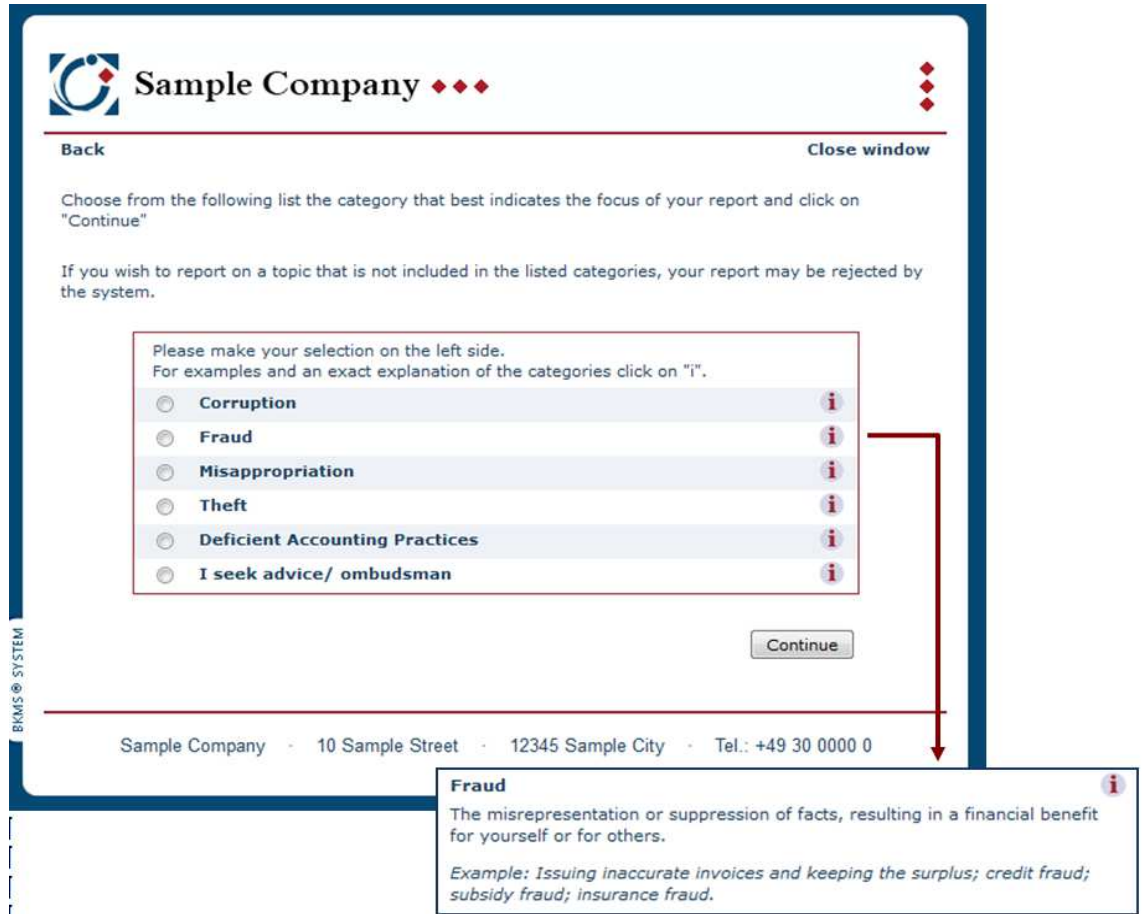 Sample Company
Back
Close window
Choose from the following list the category that best indicates the focus of your report and click on
"Continue"
If you wish to report on a topic that is not included in the listed categories, your report may be rejected by
the system.
Please make your selection on the left side.
For examples and an exact explanation of the categories click on "i".
Corruption i
Fraud i
Misappropriation i
Theft i
Deficient Accounting Practices i
I seek advice/ ombudsman i
Continue
BKMS® SYSTEM
Sample Company · 10 Sample Street · 12345 Sample City · Tel.: +49 30 0000 0
Fraud i
The misrepresentation or suppression of facts, resulting in a financial benefit
for yourself or for others.
Example: Issuing inaccurate invoices and keeping the surplus; credit fraud;
subsidy fraud; insurance fraud.